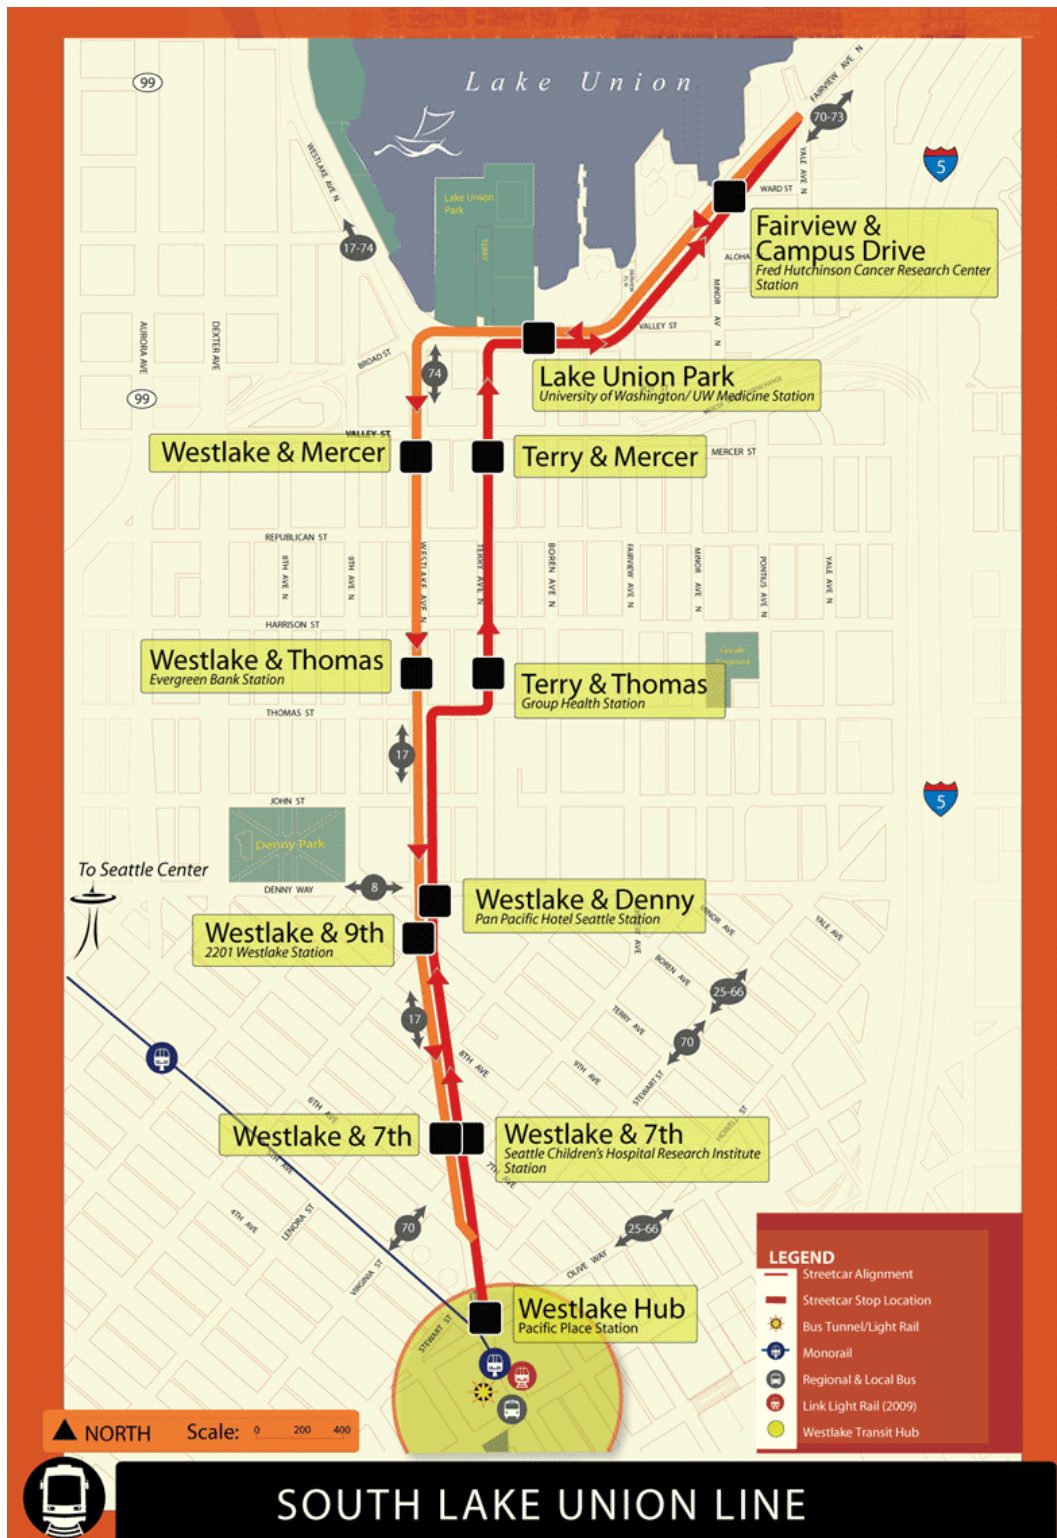 Lake Union
99
FAIRVIEW AVE N
70-73
5
WESTLAKE AVE N
YALE AVE N
WARD ST
Lake Union
Park
TERRY
17-74
Fairview &
Campus Drive
Fred Hutchinson Cancer Research Center
Station
ALOHA
MINOR AV N
AURORA AVE
DEXTER AVE
VALLEY ST
BROAD ST
74
99
Lake Union Park
University of Washington/ UW Medicine Station
VALLEY ST
Westlake & Mercer
Terry & Mercer
MERCER ST
REPUBLICAN ST
8TH AVE N
9TH AVE N
WESTLAKE AVE N
TERRY AVE N
BOREN AVE N
FAIRVIEW AVE N
MINOR AVE N
PONTIUS AVE N
YALE AVE N
HARRISON ST
Westlake & Thomas
Evergreen Bank Station
Terry & Thomas
Group Health Station
THOMAS ST
17
5
JOHN ST
Denny Park
To Seattle Center
DENNY WAY
8
Westlake & Denny
Pan Pacific Hotel Seattle Station
Westlake & 9th
2201 Westlake Station
MINOR AVE
YALE AVE
AVE
BOREN AVE
25-66
17
TERRY AVE
70
8TH AVE
9TH AVE
STEWART ST
6TH AVE
HOWELL ST
Westlake & 7th
Westlake & 7th
Seattle Children's Hospital Research Institute
Station
5TH AVE
7TH AVE
4TH AVE
LENORA ST
70
25-66
VIRGINIA ST
OLIVE WAY
Westlake Hub
Pacific Place Station
STEWART ST
LEGEND
Streetcar Alignment
Streetcar Stop Location
Bus Tunnel/Light Rail
Monorail
Regional & Local Bus
Link Light Rail (2009)
Westlake Transit Hub
NORTH Scale: 0 200 400
SOUTH LAKE UNION LINE